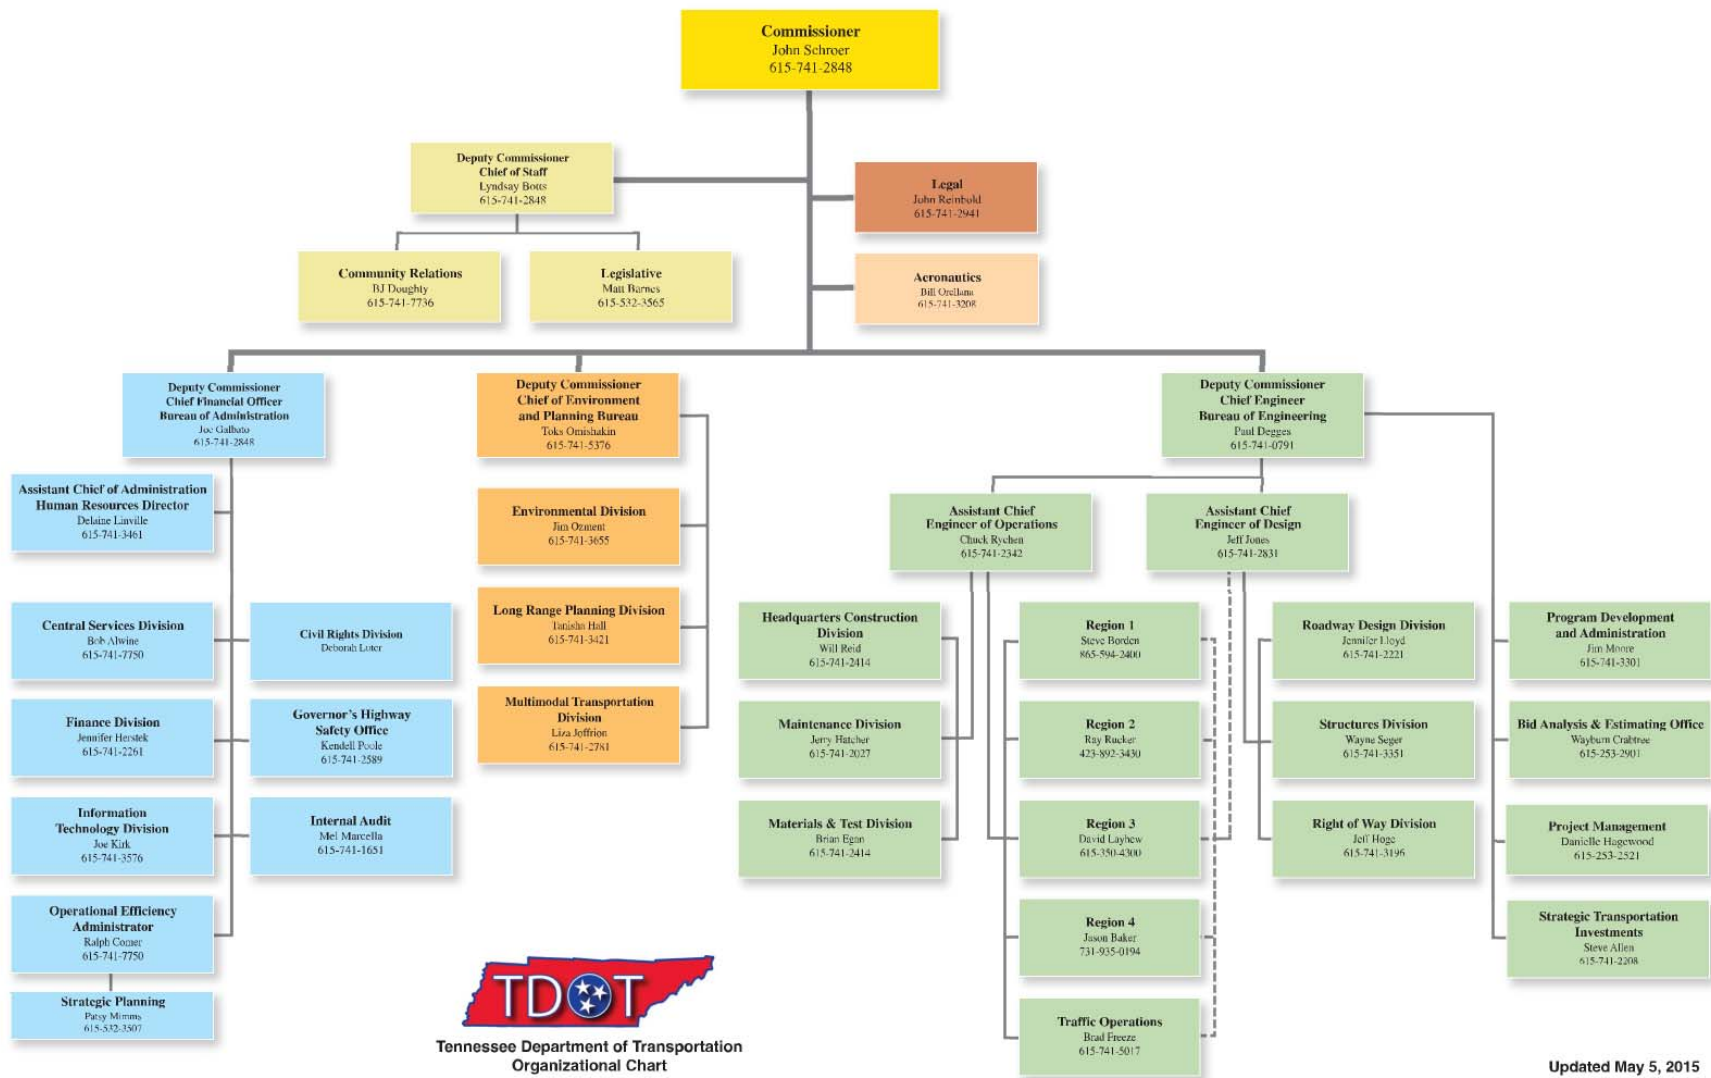 Commissioner
John Schroer
615-741-2848
Deputy Commissioner
Chief of Staff
Lyndsay Botts
615-741-2848
Legal
John Reinbold
615-741-2941
Community Relations
BJ Doughty
615-741-7736
Legislative
Matt Barnes
615-532-3565
Aeronautics
Bill Orellana
615-741-3208
Deputy Commissioner
Chief Financial Officer
Bureau of Administration
Joe Galbato
615-741-2848
Deputy Commissioner
Chief of Environment
and Planning Bureau
Toks Omishakin
615-741-5376
Deputy Commissioner
Chief Engineer
Bureau of Engineering
Paul Degges
615-741-0791
Assistant Chief of Administration
Human Resources Director
Delaine Linville
615-741-3461
Central Services Division
Bob Alwine
615-741-7750
Civil Rights Division
Deborah Luter
Finance Division
Jennifer Herstek
615-741-2261
Governor's Highway
Safety Office
Kendell Poole
615-741-2589
Information
Technology Division
Joe Kirk
615-741-3576
Internal Audit
Mel Marcella
615-741-1651
Operational Efficiency
Administrator
Ralph Comer
615-741-7750
Strategic Planning
Patsy Mimms
615-532-3507
Environmental Division
Jim Ozment
615-741-3655
Long Range Planning Division
Tanisha Hall
615-741-3421
Multimodal Transportation
Division
Liza Joffrion
615-741-2781
Assistant Chief
Engineer of Operations
Chuck Rychen
615-741-2342
Assistant Chief
Engineer of Design
Jeff Jones
615-741-2831
Headquarters Construction
Division
Will Reid
615-741-2414
Maintenance Division
Jerry Hatcher
615-741-2027
Materials & Test Division
Brian Egan
615-741-2414
Region 1
Steve Borden
865-594-2400
Region 2
Ray Rucker
423-892-3430
Region 3
David Layhew
615-350-4300
Region 4
Jason Baker
731-935-0194
Traffic Operations
Brad Freeze
615-741-5017
Roadway Design Division
Jennifer Lloyd
615-741-2221
Structures Division
Wayne Seger
615-741-3351
Right of Way Division
Jeff Hoge
615-741-3196
Program Development
and Administration
Jim Moore
615-741-3301
Bid Analysis & Estimating Office
Wayburn Crabtree
615-253-2901
Project Management
Danielle Hagewood
615-253-2521
Strategic Transportation
Investments
Steve Allen
615-741-2208
TDOT
Tennessee Department of Transportation
Organizational Chart
Updated May 5, 2015